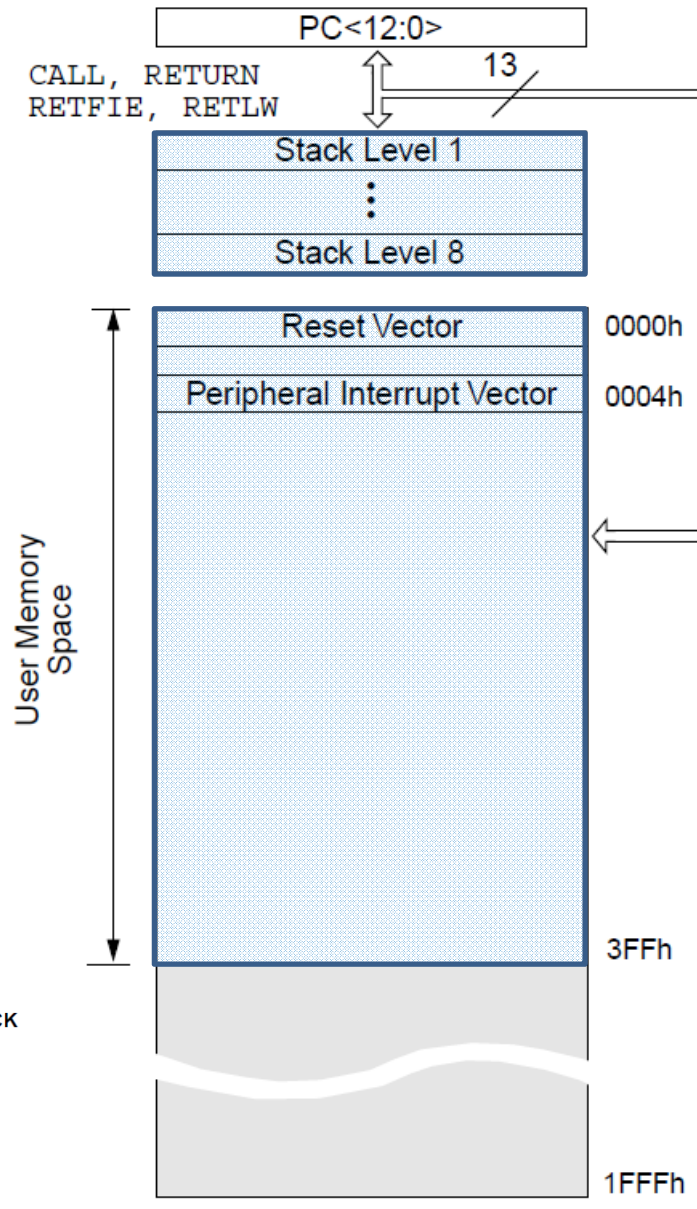 PC<12:0>
13
CALL, RETURN
RETFIE, RETLW
Stack Level 1
Stack Level 8
Reset Vector
0000h
Peripheral Interrupt Vector
0004h
User Memory
Space
3FFh
CK
1FFFh